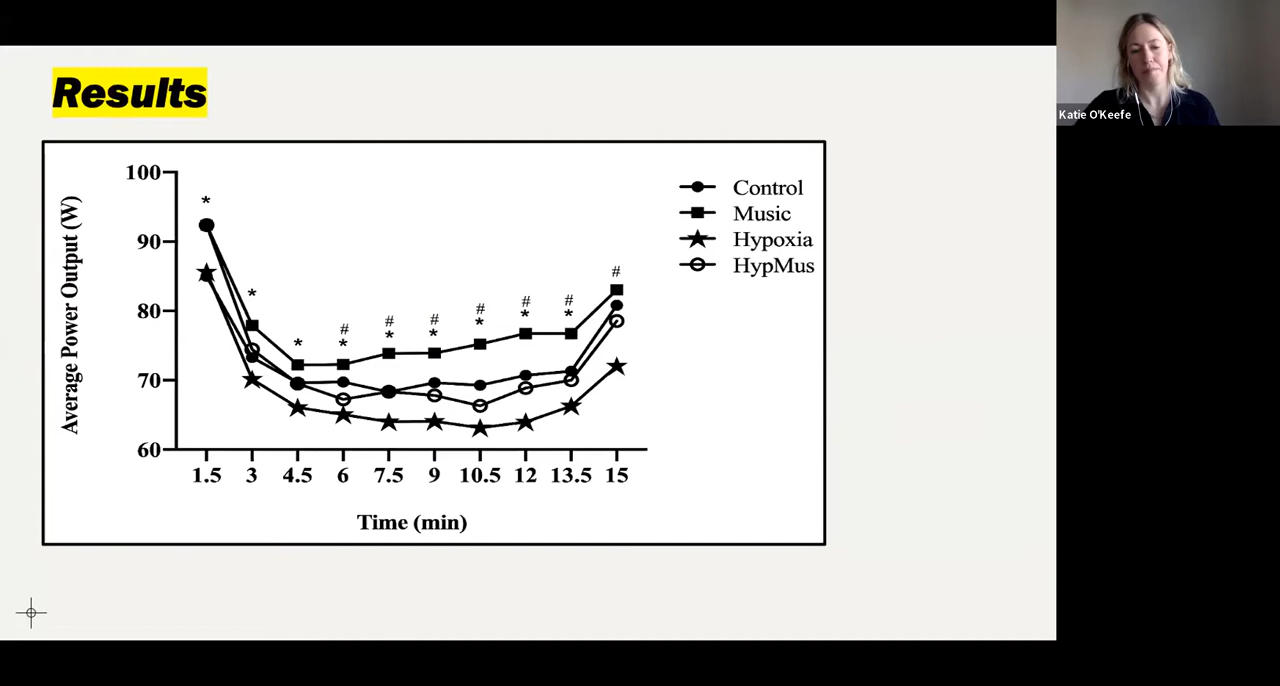 Results
Katie O'Keefe
100
90
80
70
60
Average Power Output (W)
*
*
*
#
*
#
*
#
*
#
*
#
*
#
*
#
Control
Music
Hypoxia
HypMus
1.5 3 4.5 6 7.5 9 10.5 12 13.5 15
Time (min)